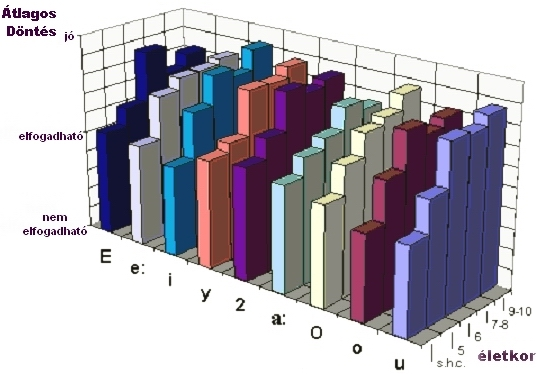 Átlagos
Döntés
jó
elfogadható
nem
elfogadható
E
e:
i
y
2
a:
O
o
u
s.h.c.
5
6
7-8
9-10
életkor